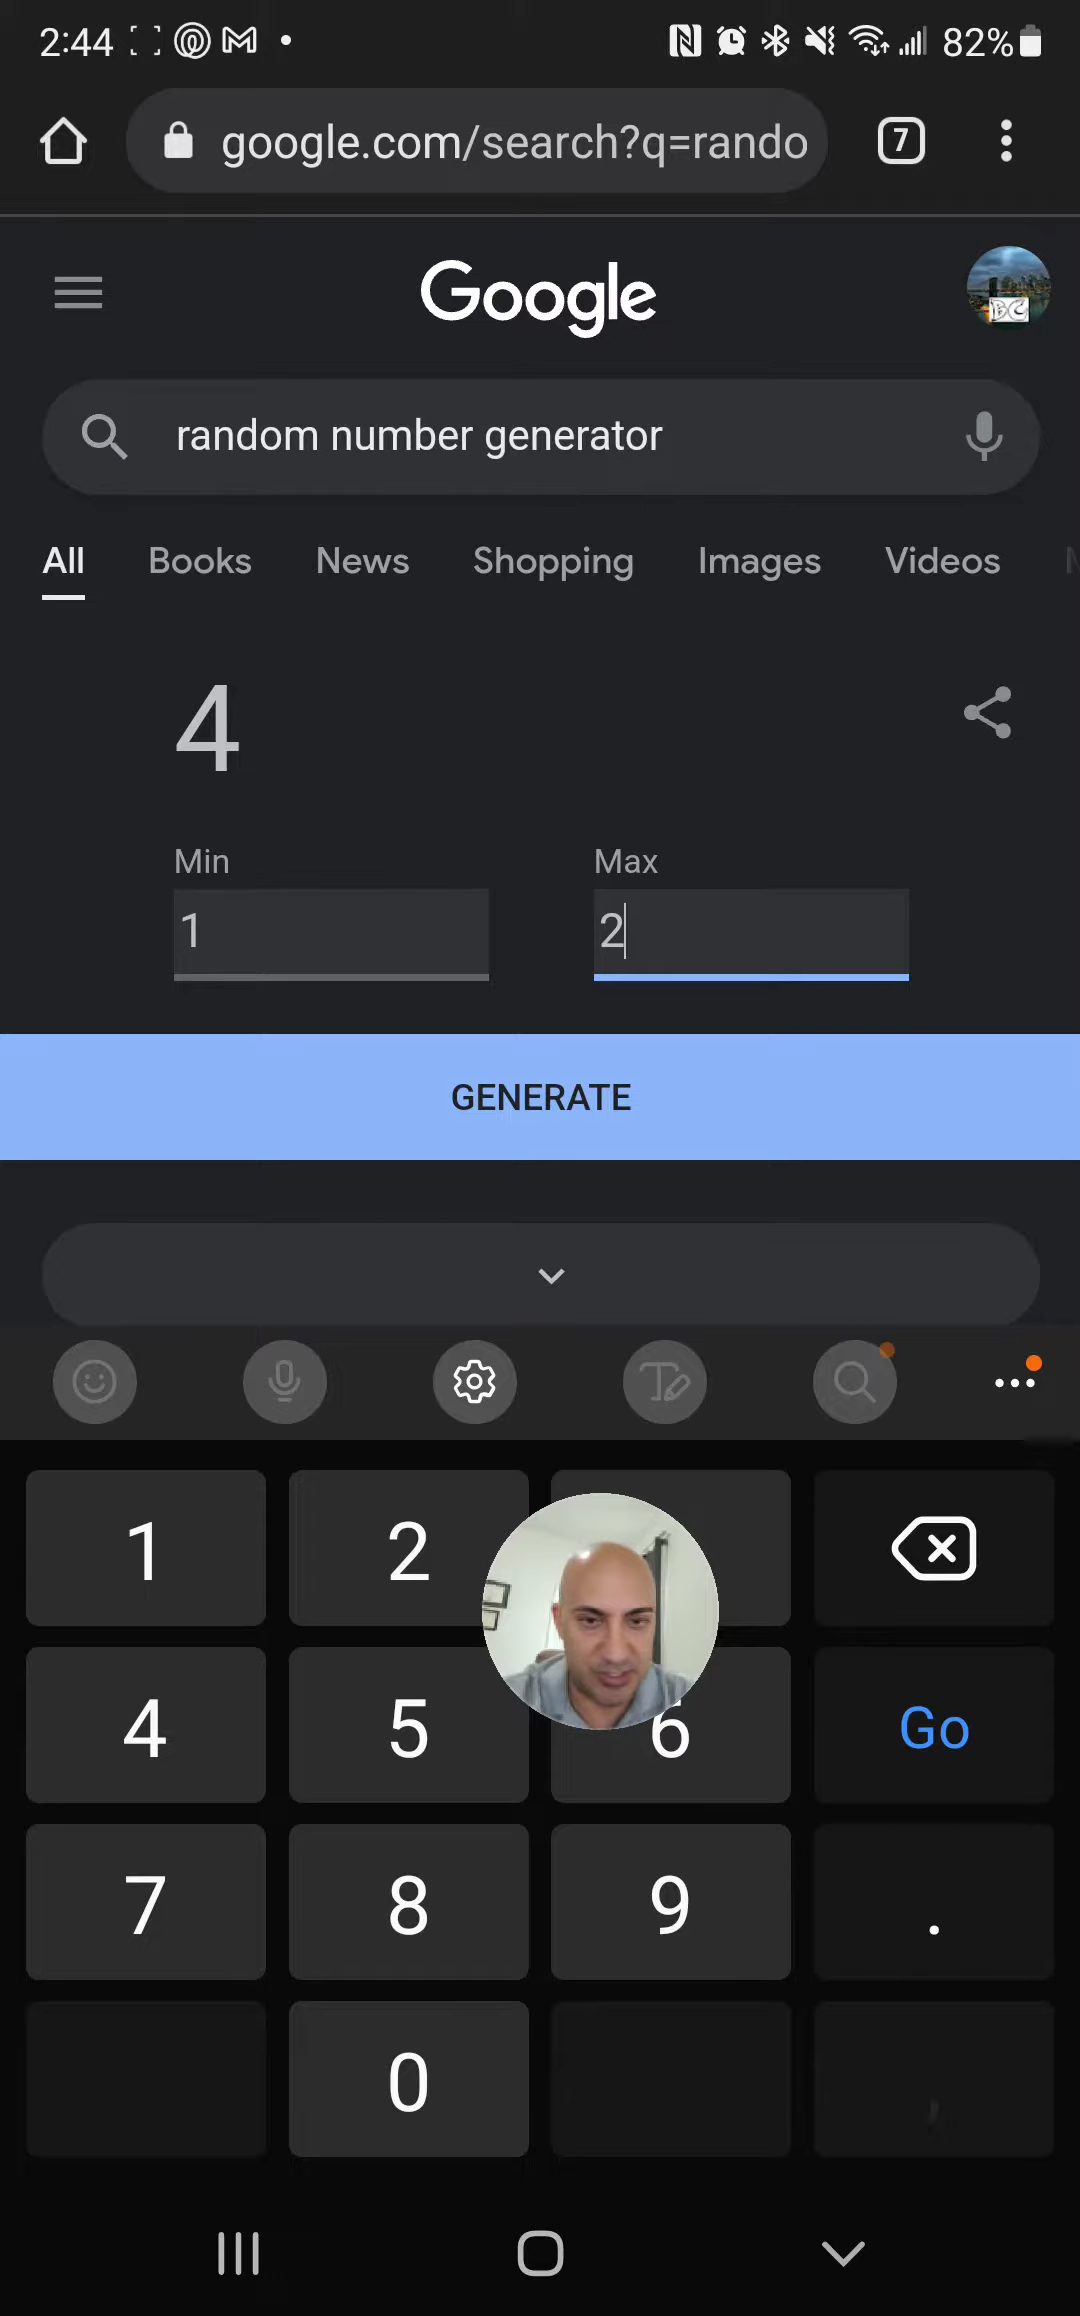 2:44
82%
google.com/search?q=rando
7
Google
BC
random number generator
All Books News Shopping Images Videos
4
Min Max
1 2
GENERATE
1 2
4 5 6 Go
7 8 9 .
0 ,